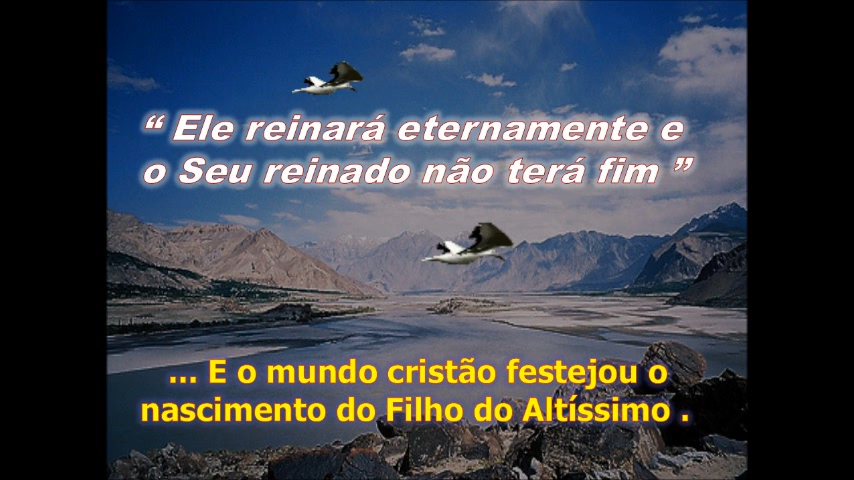 “ Ele reinará eternamente e
o Seu reinado não terá fim ”
... E o mundo cristão festejou o
nascimento do Filho do Altíssimo .